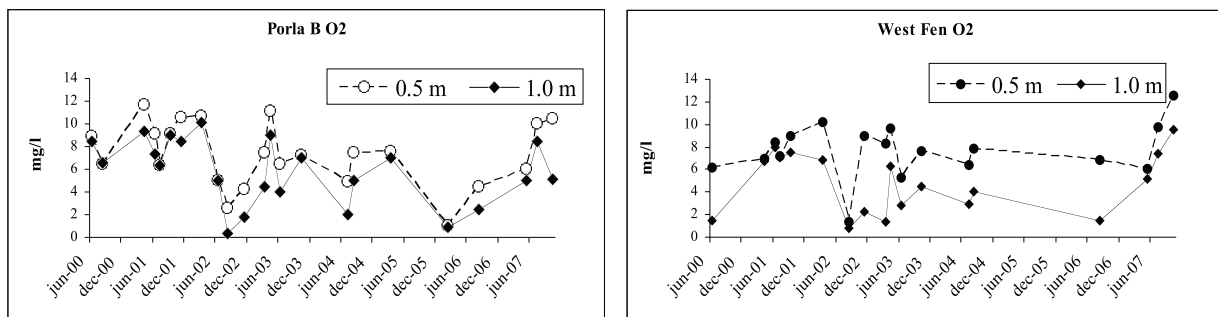 Porla B O2
14
12
10
8
6
4
2
0
mg/l
0.5 m
1.0 m
jun-00
dec-00
jun-01
dec-01
jun-02
dec-02
jun-03
dec-03
jun-04
dec-04
jun-05
dec-05
jun-06
dec-06
jun-07
West Fen O2
14
12
10
8
6
4
2
0
mg/l
0.5 m
1.0 m
jun-00
dec-00
jun-01
dec-01
jun-02
dec-02
jun-03
dec-03
jun-04
dec-04
jun-05
dec-05
jun-06
dec-06
jun-07